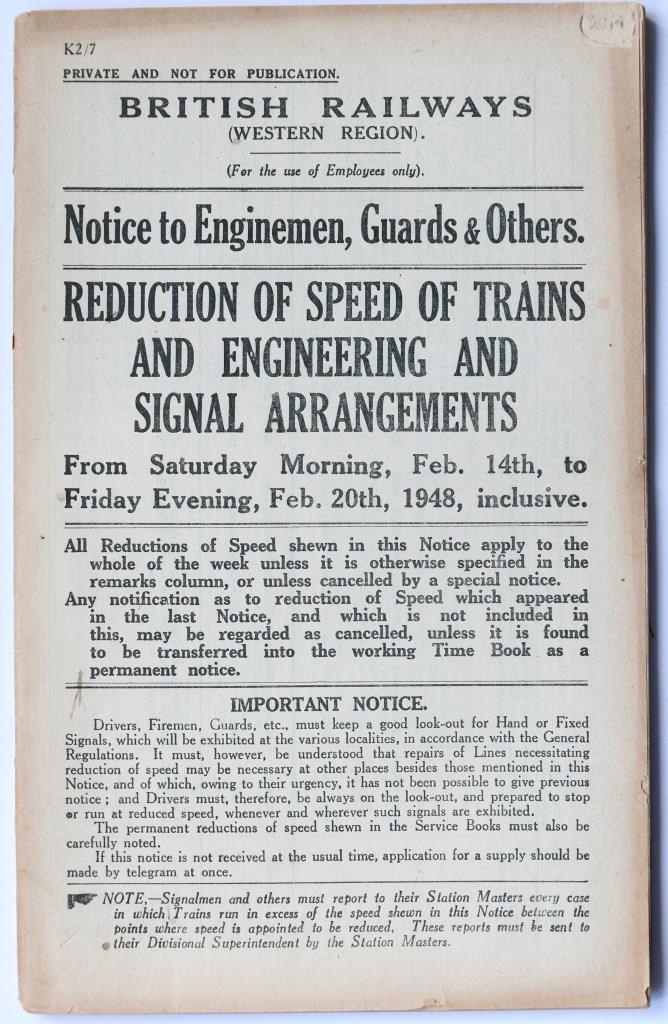 K2/7
PRIVATE AND NOT FOR PUBLICATION.
BRITISH RAILWAYS
(WESTERN REGION).
(For the use of Employees only).
Notice to Enginemen, Guards & Others.
REDUCTION OF SPEED OF TRAINS
AND ENGINEERING AND
SIGNAL ARRANGEMENTS
From Saturday Morning, Feb. 14th, to
Friday Evening, Feb. 20th, 1948, inclusive.
All Reductions of Speed shewn in this Notice apply to the
whole of the week unless it is otherwise specified in the
remarks column, or unless cancelled by a special notice.
Any notification as to reduction of Speed which appeared
in the last Notice, and which is not included in
this, may be regarded as cancelled, unless it is found
to be transferred into the working Time Book as a
permanent notice.
IMPORTANT NOTICE.
Drivers, Firemen, Guards, etc., must keep a good look-out for Hand or Fixed
Signals, which will be exhibited at the various localities, in accordance with the General
Regulations. It must, however, be understood that repairs of Lines necessitating
reduction of speed may be necessary at other places besides those mentioned in this
Notice, and of which, owing to their urgency, it has not been possible to give previous
notice ; and Drivers must, therefore, be always on the look-out, and prepared to stop
or run at reduced speed, whenever and wherever such signals are exhibited.
The permanent reductions of speed shewn in the Service Books must also be
carefully noted.
If this notice is not received at the usual time, application for a supply should be
made by telegram at once.
NOTE.—Signalmen and others must report to their Station Masters every case
in which Trains run in excess of the speed shewn in this Notice between the
points where speed is appointed to be reduced. These reports must be sent to
their Divisional Superintendent by the Station Masters.